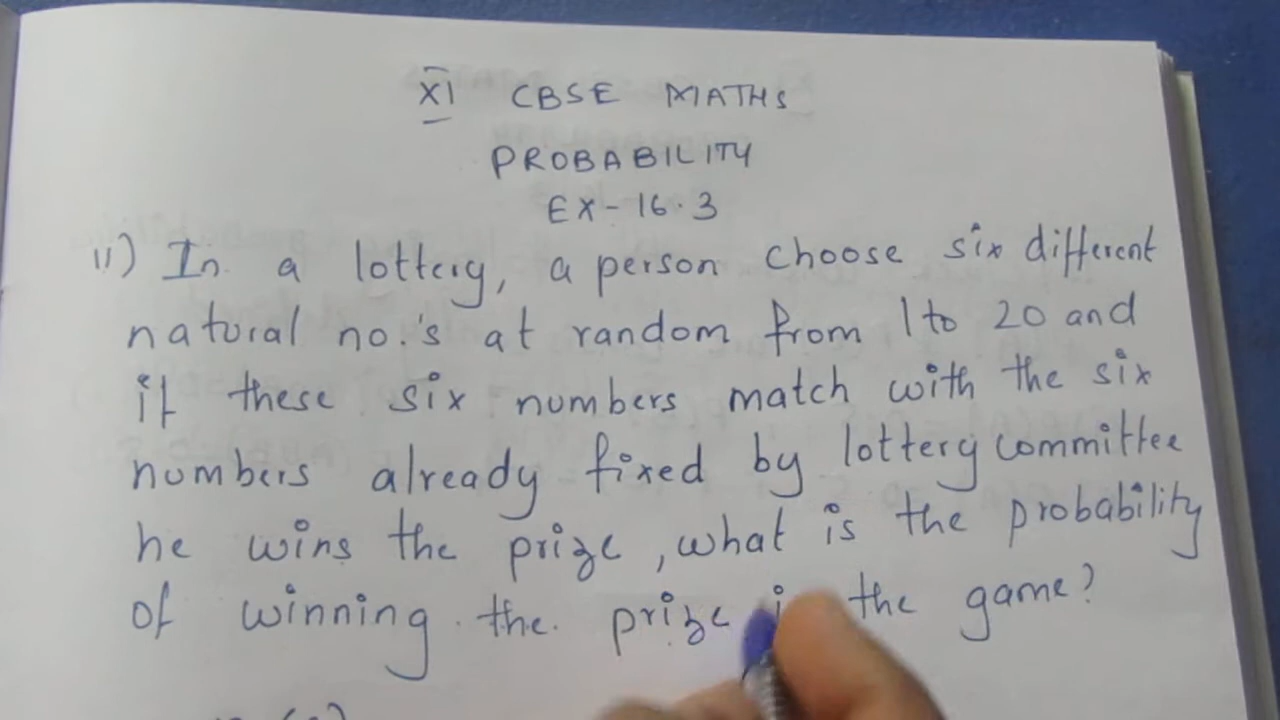 XI CBSE MATHS
PROBABILITY
EX-16.3
11) In a lottery, a person choose six different
natural no.'s at random from 1 to 20 and
if these six numbers match with the six
numbers already fixed by lottery committee
he wins the prize, what is the probability
of winning the prize the game?